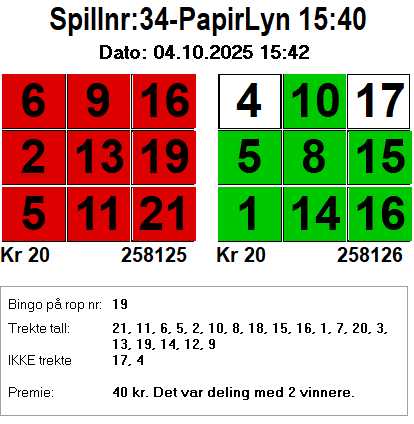 Spillnr:34-PapirLyn 15:40
Dato: 04.10.2025 15:42
6 9 16 4 10 17
2 13 19 5 8 15
5 11 21 1 14 16
Kr 20 258125 Kr 20 258126
Bingo på rop nr: 19
Trekte tall: 21, 11, 6, 5, 2, 10, 8, 18, 15, 16, 1, 7, 20, 3,
13, 19, 14, 12, 9
IKKE trekte 17, 4
Premie: 40 kr. Det var deling med 2 vinnere.